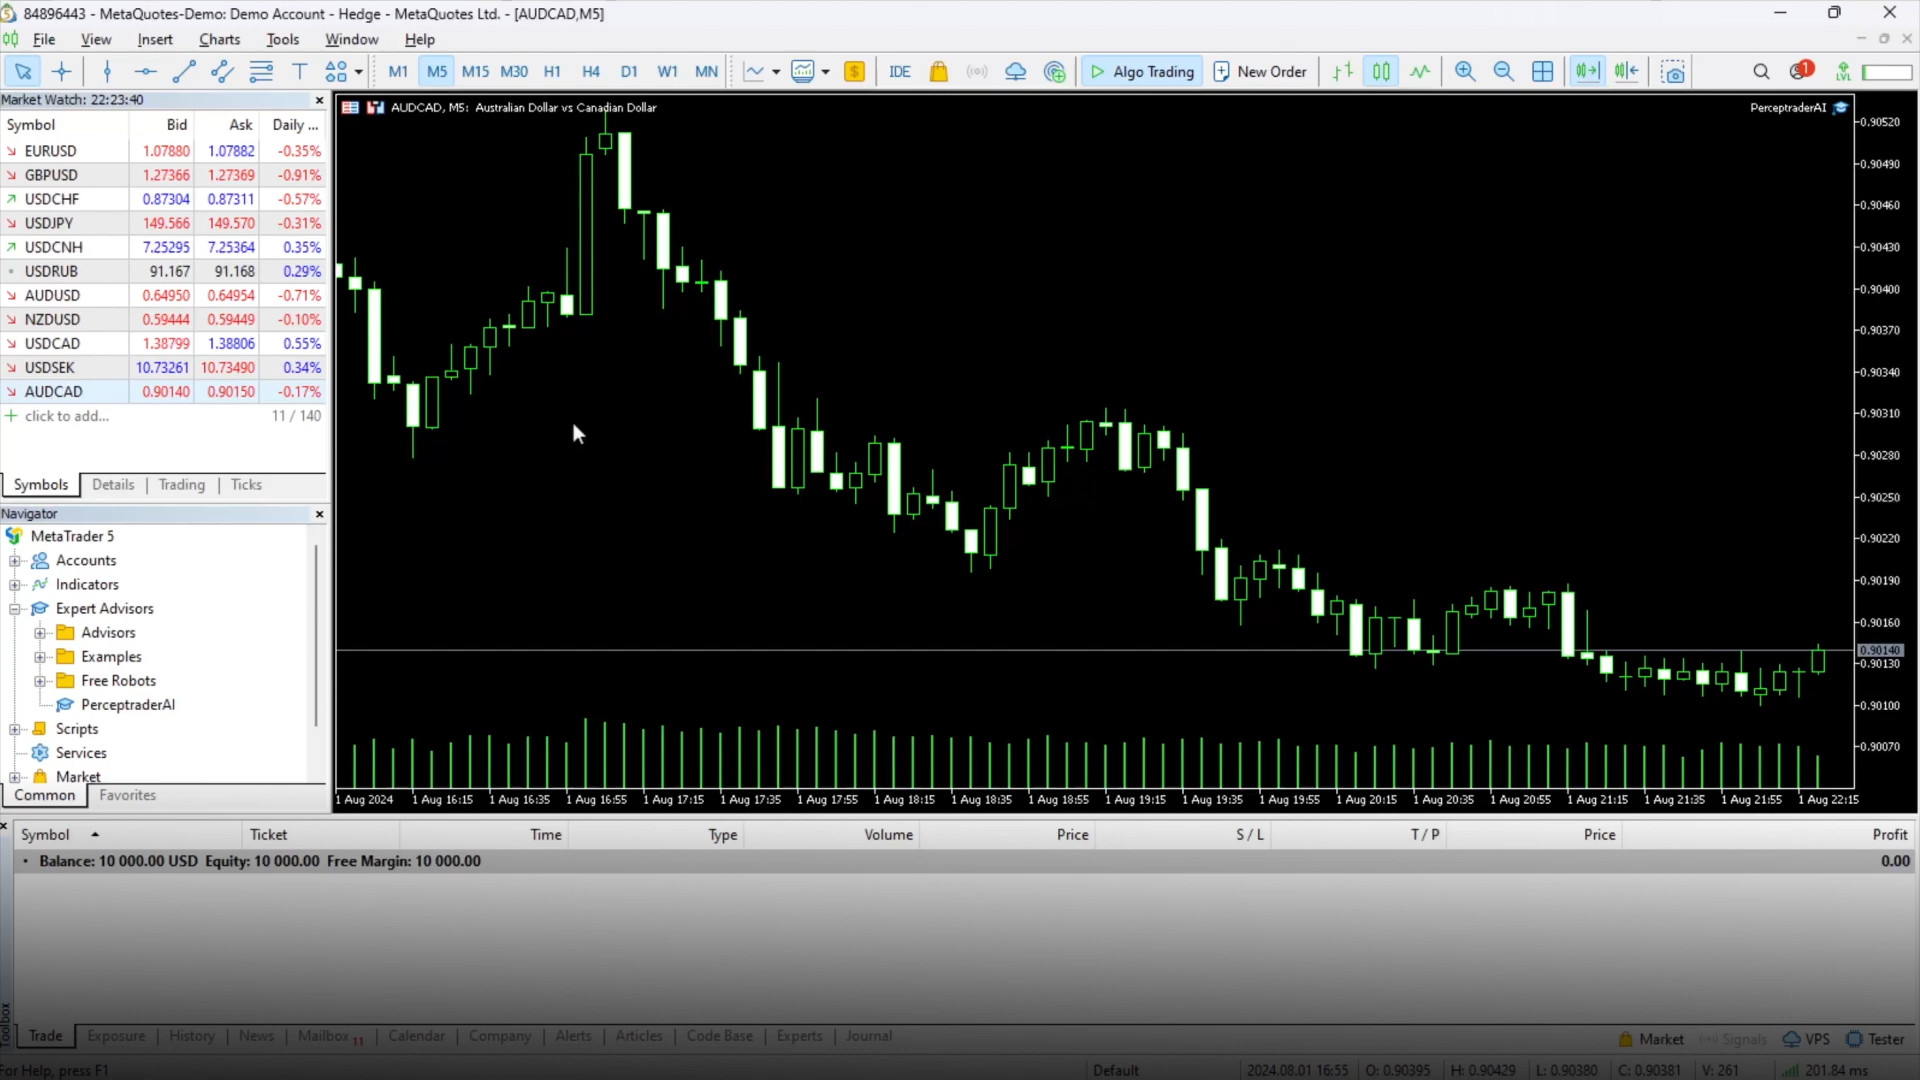 84896443 - MetaQuotes-Demo: Demo Account - Hedge - MetaQuotes Ltd. - [AUDCAD,M5]
File View Insert Charts Tools Window Help
M1 M5 M15 M30 H1 H4 D1 W1 MN $ IDE Algo Trading New Order 1 LVL
Market Watch: 22:23:40
Symbol Bid Ask Daily ...
EURUSD 1.07880 1.07882 -0.35%
GBPUSD 1.27366 1.27369 -0.91%
USDCHF 0.87304 0.87311 -0.57%
USDJPY 149.566 149.570 -0.31%
USDCNH 7.25295 7.25364 0.35%
USDRUB 91.167 91.168 0.29%
AUDUSD 0.64950 0.64954 -0.71%
NZDUSD 0.59444 0.59449 -0.10%
USDCAD 1.38799 1.38806 0.55%
USDSEK 10.73261 10.73490 0.34%
AUDCAD 0.90140 0.90150 -0.17%
click to add... 11 / 140
Symbols Details Trading Ticks
Navigator
MetaTrader 5
Accounts
Indicators
Expert Advisors
Advisors
Examples
Free Robots
PerceptraderAI
Scripts
Services
Market
Common Favorites
AUDCAD, M5: Australian Dollar vs Canadian Dollar
PerceptraderAI
0.90520
0.90490
0.90460
0.90430
0.90400
0.90370
0.90340
0.90310
0.90280
0.90250
0.90220
0.90190
0.90160
0.90140
0.90130
0.90100
0.90070
1 Aug 2024 1 Aug 16:15 1 Aug 16:35 1 Aug 16:55 1 Aug 17:15 1 Aug 17:35 1 Aug 17:55 1 Aug 18:15 1 Aug 18:35 1 Aug 18:55 1 Aug 19:15 1 Aug 19:35 1 Aug 19:55 1 Aug 20:15 1 Aug 20:35 1 Aug 20:55 1 Aug 21:15 1 Aug 21:35 1 Aug 21:55 1 Aug 22:15
Symbol Ticket Time Type Volume Price S / L T / P Price Profit
Balance: 10 000.00 USD Equity: 10 000.00 Free Margin: 10 000.00 0.00
Toolbox
Trade Exposure History News Mailbox 11 Calendar Company Alerts Articles Code Base Experts Journal Market Signals VPS Tester
For Help, press F1 Default 2024.08.01 16:55 O: 0.90395 H: 0.90429 L: 0.90380 C: 0.90381 V: 261 201.84 ms